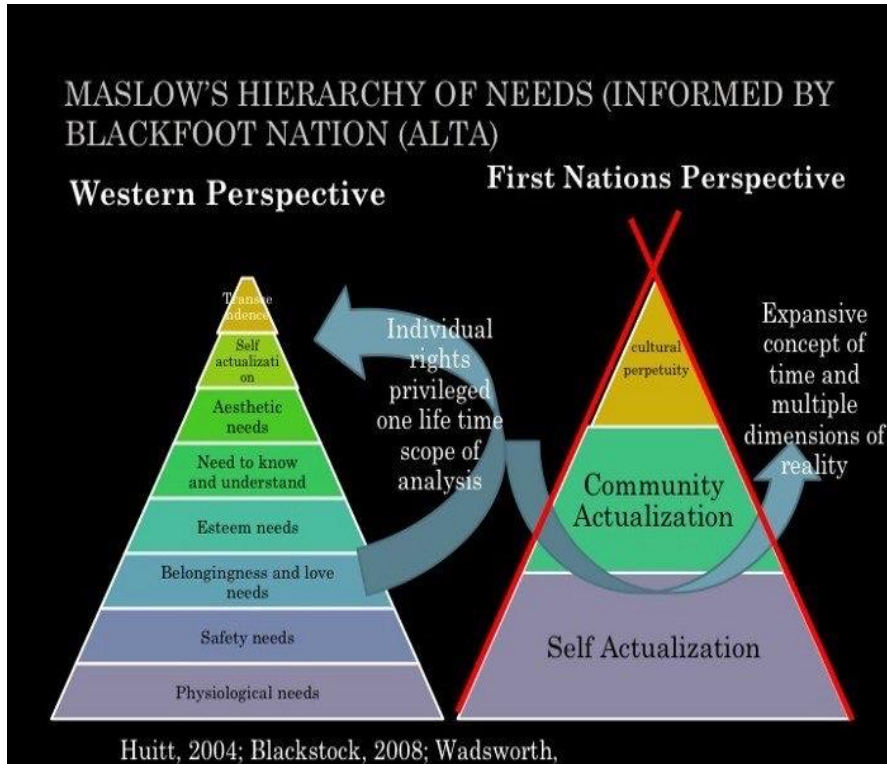 MASLOW'S HIERARCHY OF NEEDS (INFORMED BY
BLACKFOOT NATION (ALTA)
Western Perspective
First Nations Perspective
Transce
ndence
Self
actualizati
on
Aesthetic
needs
Need to know
and understand
Esteem needs
Belongingness and love
needs
Safety needs
Physiological needs
Individual
rights
privileged
one life time
scope of
analysis
cultural
perpetuity
Community
Actualization
Self Actualization
Expansive
concept of
time and
multiple
dimensions of
reality
Huitt, 2004; Blackstock, 2008; Wadsworth,